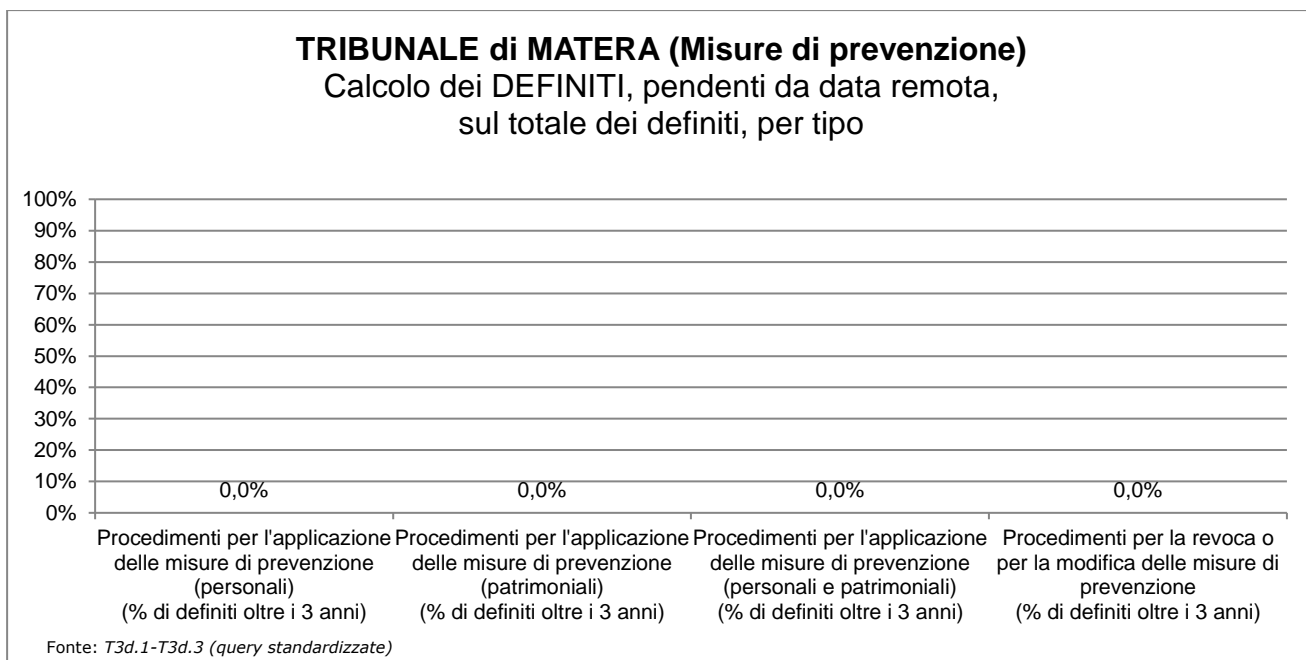 TRIBUNALE di MATERA (Misure di prevenzione)
Calcolo dei DEFINITI, pendenti da data remota,
sul totale dei definiti, per tipo
100%
90%
80%
70%
60%
50%
40%
30%
20%
10%
0%
0,0%
0,0%
0,0%
0,0%
Procedimenti per l'applicazione
delle misure di prevenzione
(personali)
(% di definiti oltre i 3 anni)
Procedimenti per l'applicazione
delle misure di prevenzione
(patrimoniali)
(% di definiti oltre i 3 anni)
Procedimenti per l'applicazione
delle misure di prevenzione
(personali e patrimoniali)
(% di definiti oltre i 3 anni)
Procedimenti per la revoca o
per la modifica delle misure di
prevenzione
(% di definiti oltre i 3 anni)
Fonte: T3d.1-T3d.3 (query standardizzate)